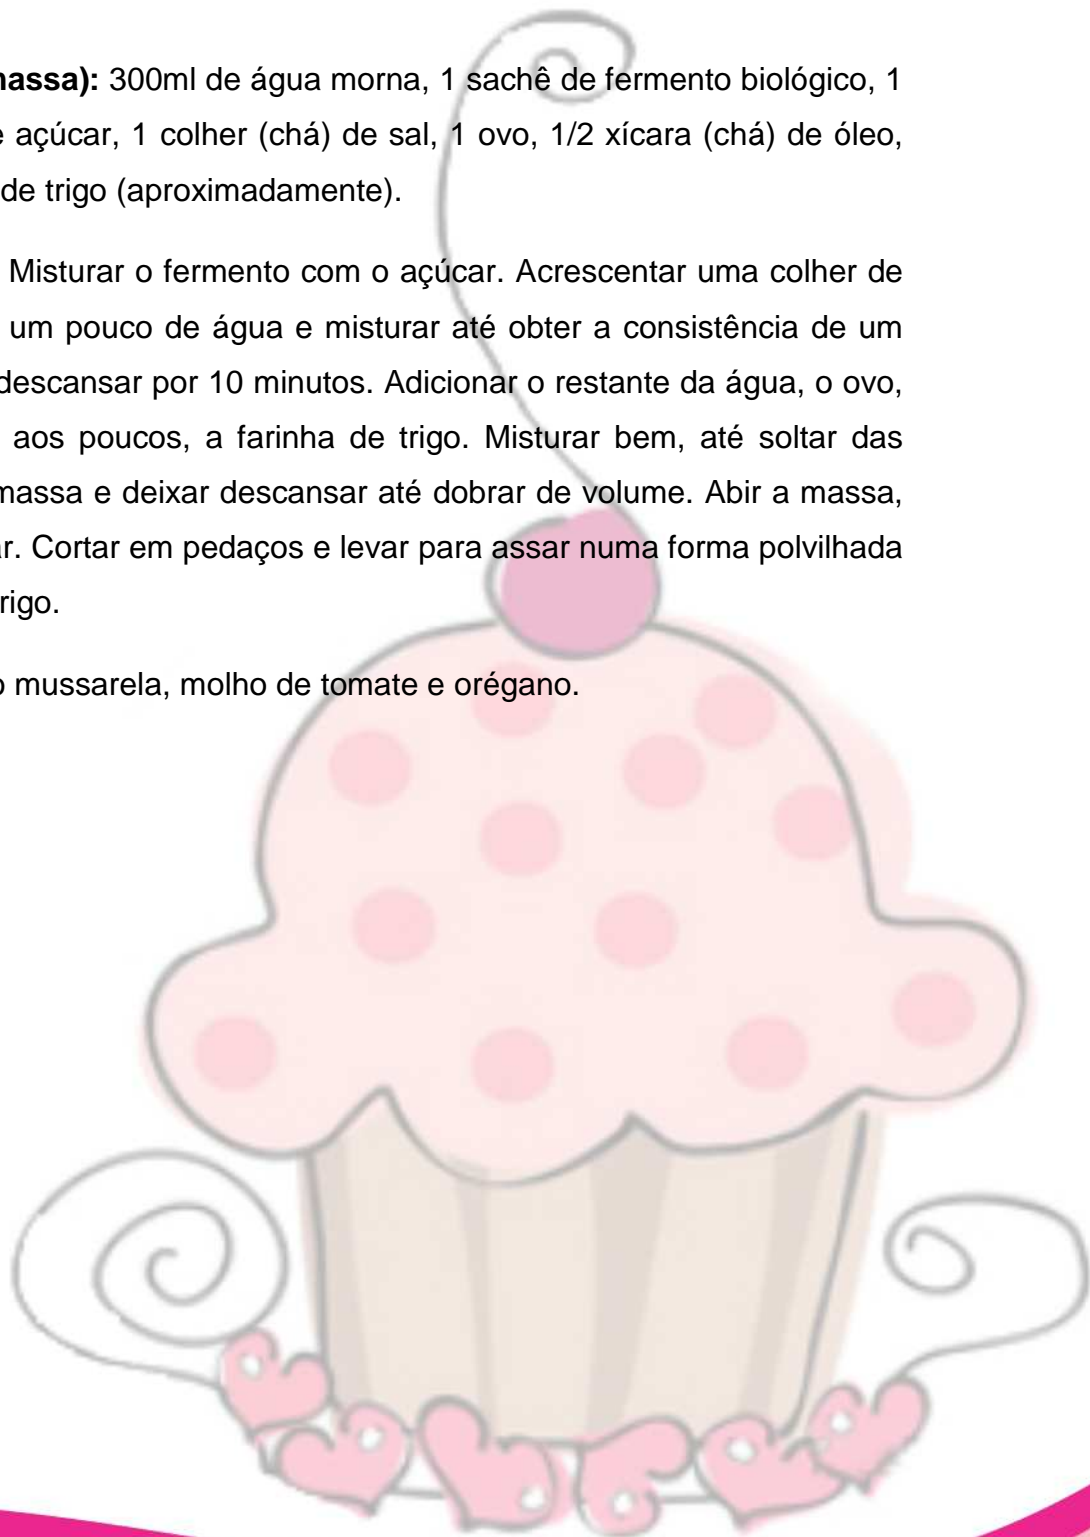 massa): 300ml de água morna, 1 sachê de fermento biológico, 1
açúcar, 1 colher (chá) de sal, 1 ovo, 1/2 xícara (chá) de óleo,
de trigo (aproximadamente).
Misturar o fermento com o açúcar. Acrescentar uma colher de
um pouco de água e misturar até obter a consistência de um
descansar por 10 minutos. Adicionar o restante da água, o ovo,
aos poucos, a farinha de trigo. Misturar bem, até soltar das
massa e deixar descansar até dobrar de volume. Abir a massa,
ar. Cortar em pedaços e levar para assar numa forma polvilhada
rigo.
o mussarela, molho de tomate e orégano.